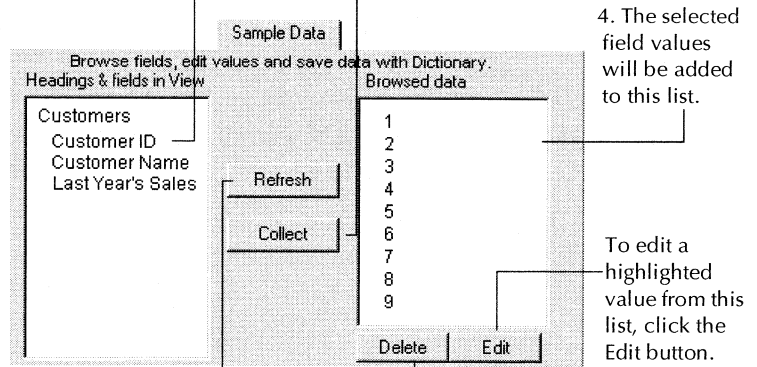 Sample Data
Browse fields, edit values and save data with Dictionary.
Headings & fields in View
Browsed data
Customers
Customer ID
Customer Name
Last Year's Sales
Refresh
Collect
1
2
3
4
5
6
7
8
9
Delete
Edit
4. The selected
field values
will be added
to this list.
To edit a
highlighted
value from this
list, click the
Edit button.